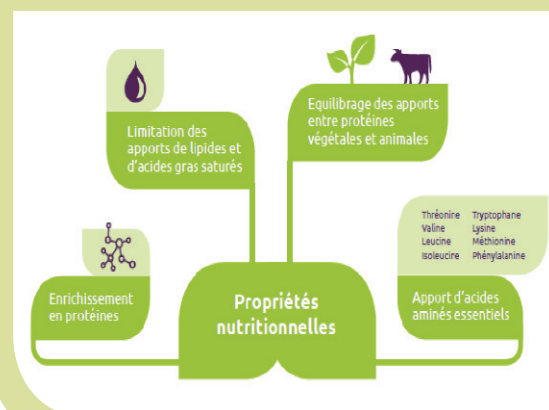 Limitation des
apports de lipides et
d'acides gras saturés
Equilibrage des apports
entre protéines
végétales et animales
Enrichissement
en protéines
Thréonine Tryptophane
Valine Lysine
Leucine Méthionine
Isoleucine Phénylalanine
Apport d'acides
aminés essentiels
Propriétés
nutritionnelles